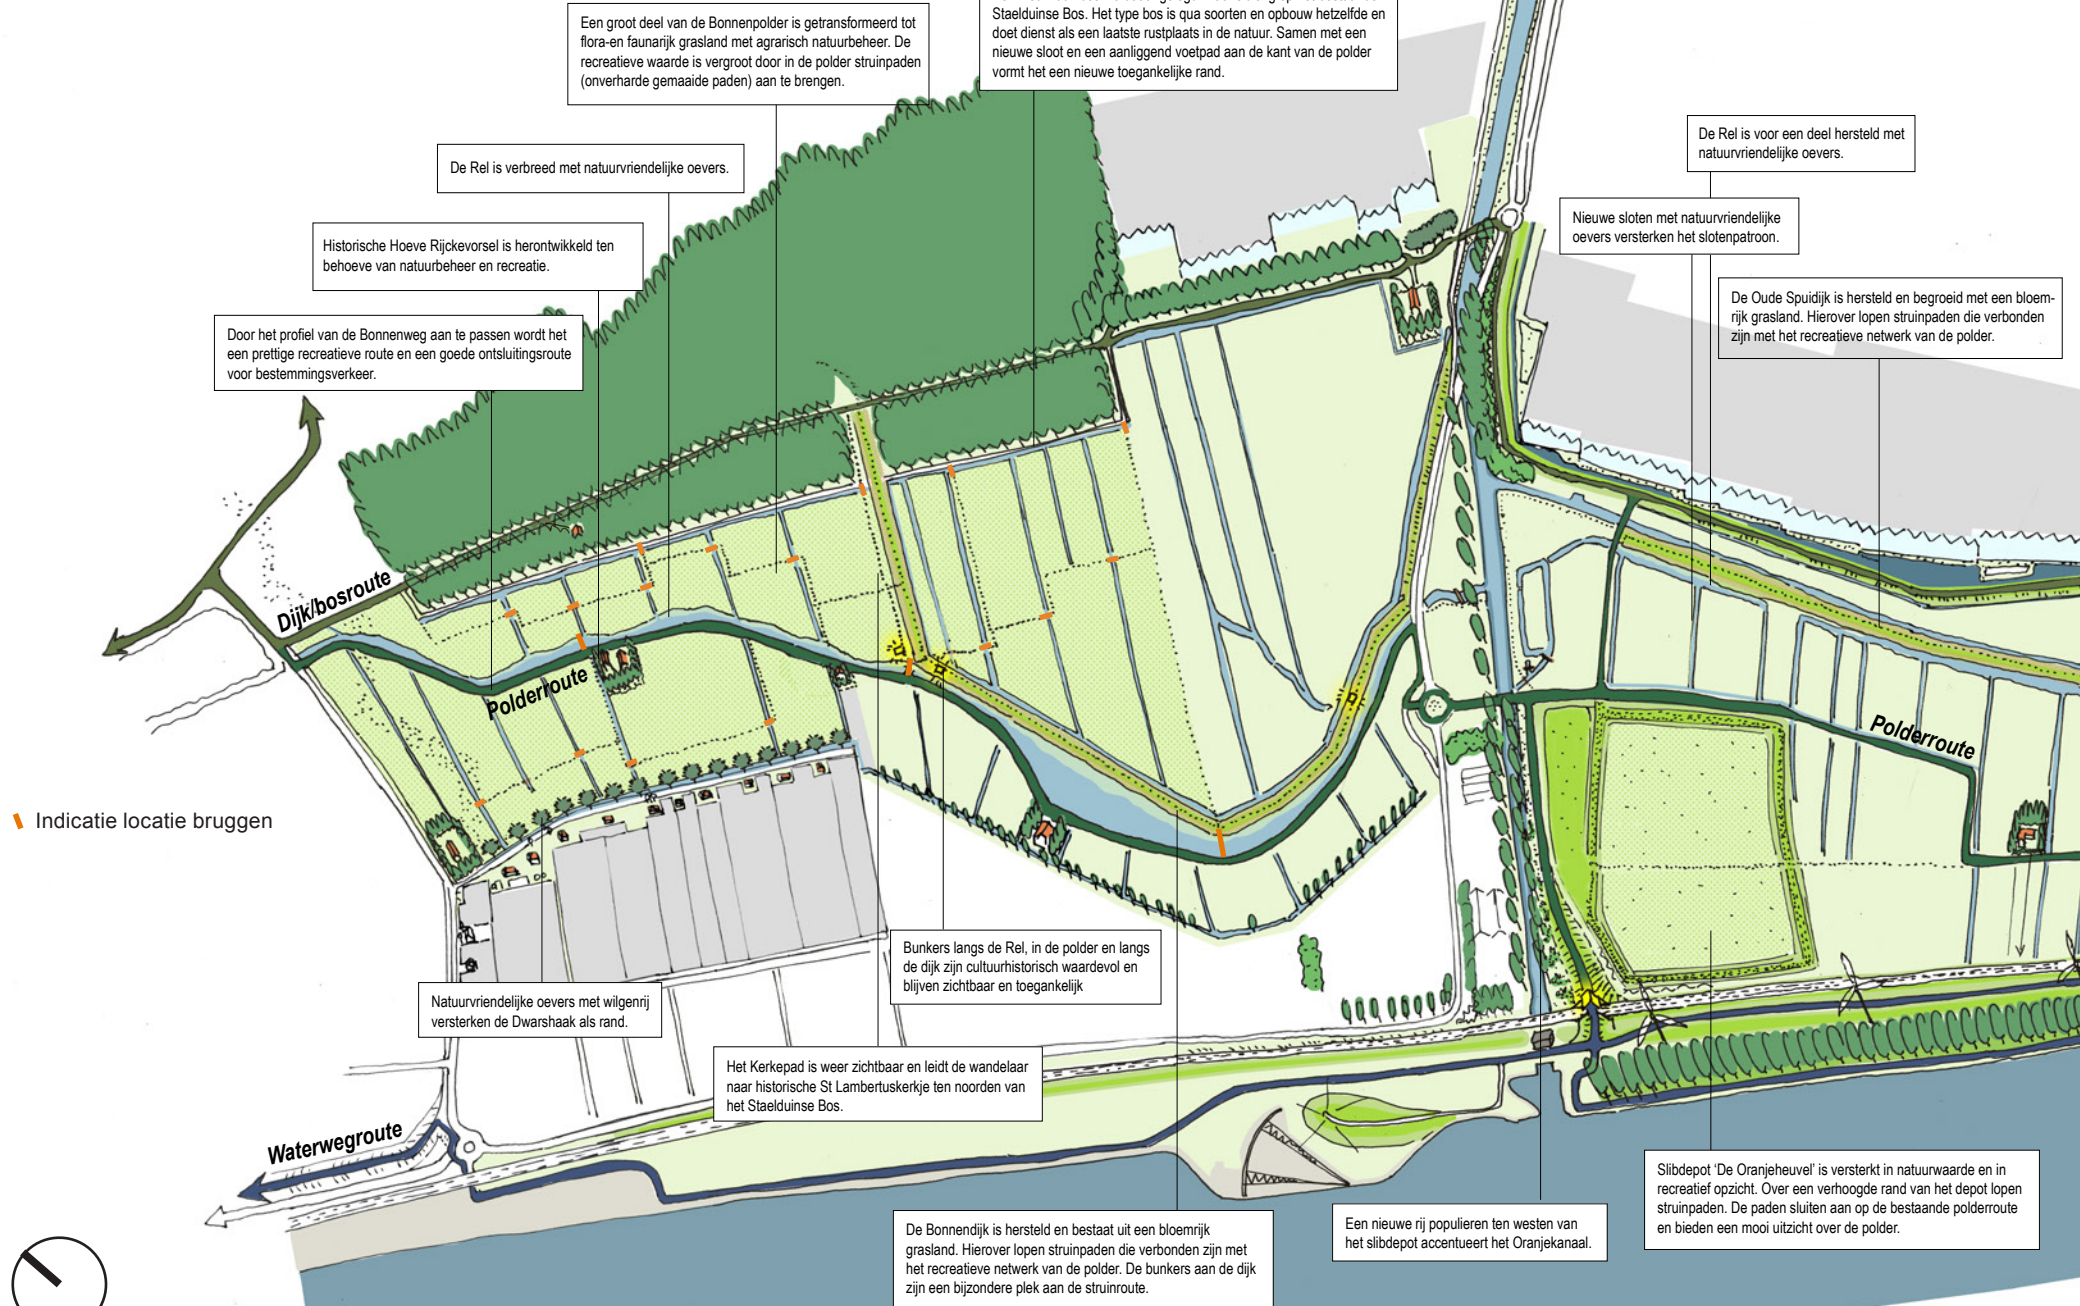 Een groot deel van de Bonnenpolder is getransformeerd tot
flora-en faunarijk grasland met agrarisch natuurbeheer. De
recreatieve waarde is vergroot door in de polder struinpaden
(onverharde gemaaide paden) aan te brengen.
Staelduinse Bos. Het type bos is qua soorten en opbouw hetzelfde en
doet dienst als een laatste rustplaats in de natuur. Samen met een
nieuwe sloot en een aanliggend voetpad aan de kant van de polder
vormt het een nieuwe toegankelijke rand.
De Rel is voor een deel hersteld met
natuurvriendelijke oevers.
De Rel is verbreed met natuurvriendelijke oevers.
Nieuwe sloten met natuurvriendelijke
oevers versterken het slotenpatroon.
Historische Hoeve Rijckevorsel is herontwikkeld ten
behoeve van natuurbeheer en recreatie.
De Oude Spuidijk is hersteld en begroeid met een bloem-
rijk grasland. Hierover lopen struinpaden die verbonden
zijn met het recreatieve netwerk van de polder.
Door het profiel van de Bonnenweg aan te passen wordt het
een prettige recreatieve route en een goede ontsluitingsroute
voor bestemmingsverkeer.
Dijk/bosroute
Polderroute
Polderroute
Indicatie locatie bruggen
Bunkers langs de Rel, in de polder en langs
de dijk zijn cultuurhistorisch waardevol en
blijven zichtbaar en toegankelijk
Natuurvriendelijke oevers met wilgenrij
versterken de Dwarshaak als rand.
Het Kerkepad is weer zichtbaar en leidt de wandelaar
naar historische St Lambertuskerkje ten noorden van
het Staelduinse Bos.
Waterwegroute
Slibdepot ‘De Oranjeheuvel’ is versterkt in natuurwaarde en in
recreatief opzicht. Over een verhoogde rand van het depot lopen
struinpaden. De paden sluiten aan op de bestaande polderroute
en bieden een mooi uitzicht over de polder.
Een nieuwe rij populieren ten westen van
het slibdepot accentueert het Oranjekanaal.
De Bonnendijk is hersteld en bestaat uit een bloemrijk
grasland. Hierover lopen struinpaden die verbonden zijn met
het recreatieve netwerk van de polder. De bunkers aan de dijk
zijn een bijzondere plek aan de struinroute.